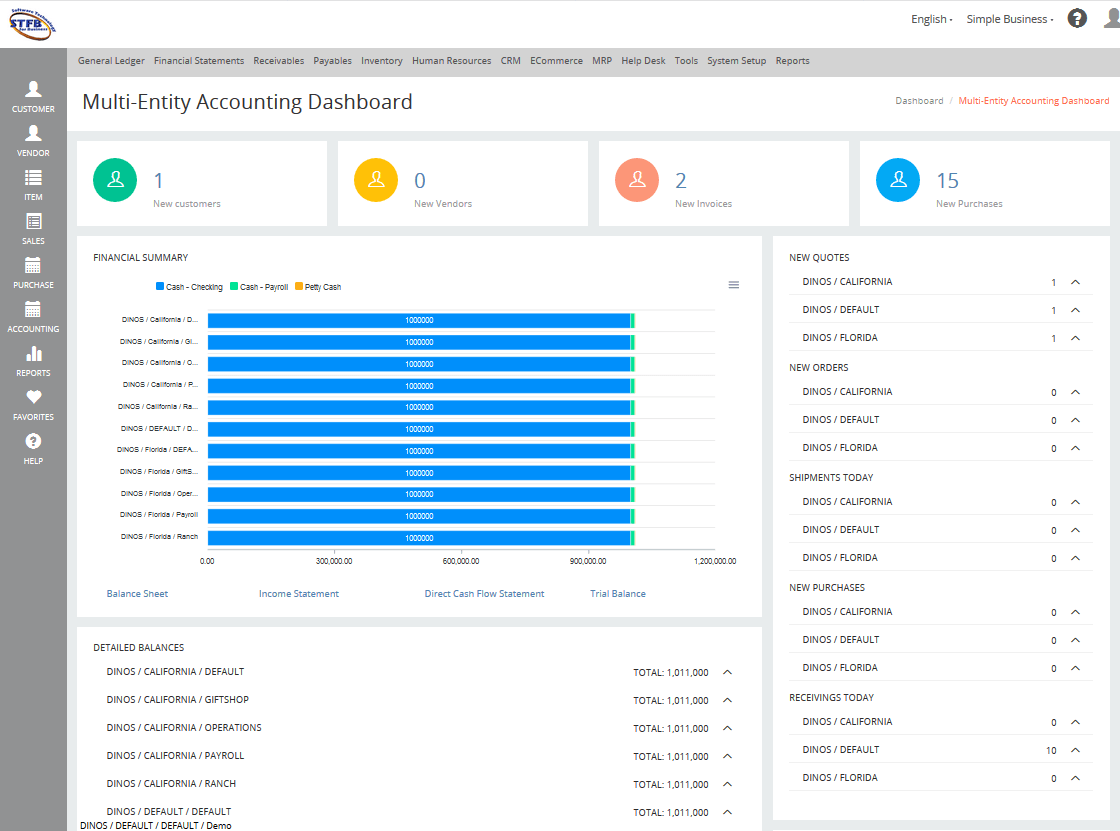 Software Technology
STFB
for Business
English
Simple Business
?
General Ledger Financial Statements Receivables Payables Inventory Human Resources CRM ECommerce MRP Help Desk Tools System Setup Reports
CUSTOMER
VENDOR
ITEM
SALES
PURCHASE
ACCOUNTING
REPORTS
FAVORITES
?
HELP
Multi-Entity Accounting Dashboard
Dashboard / Multi-Entity Accounting Dashboard
1
New customers
0
New Vendors
2
New Invoices
15
New Purchases
FINANCIAL SUMMARY
Cash - Checking Cash - Payroll Petty Cash
DINOS / California / D... 1000000
DINOS / California / Gi... 1000000
DINOS / California / O... 1000000
DINOS / California / P... 1000000
DINOS / California / Ra... 1000000
DINOS / DEFAULT / D... 1000000
DINOS / Florida / DEFA... 1000000
DINOS / Florida / GiftS... 1000000
DINOS / Florida / Oper... 1000000
DINOS / Florida / Payroll 1000000
DINOS / Florida / Ranch 1000000
0.00 300,000.00 600,000.00 900,000.00 1,200,000.00
Balance Sheet Income Statement Direct Cash Flow Statement Trial Balance
DETAILED BALANCES
DINOS / CALIFORNIA / DEFAULT TOTAL: 1,011,000
DINOS / CALIFORNIA / GIFTSHOP TOTAL: 1,011,000
DINOS / CALIFORNIA / OPERATIONS TOTAL: 1,011,000
DINOS / CALIFORNIA / PAYROLL TOTAL: 1,011,000
DINOS / CALIFORNIA / RANCH TOTAL: 1,011,000
DINOS / DEFAULT / DEFAULT TOTAL: 1,011,000
DINOS / DEFAULT / DEFAULT / Demo
NEW QUOTES
DINOS / CALIFORNIA 1
DINOS / DEFAULT 1
DINOS / FLORIDA 1
NEW ORDERS
DINOS / CALIFORNIA 0
DINOS / DEFAULT 0
DINOS / FLORIDA 0
SHIPMENTS TODAY
DINOS / CALIFORNIA 0
DINOS / DEFAULT 0
DINOS / FLORIDA 0
NEW PURCHASES
DINOS / CALIFORNIA 0
DINOS / DEFAULT 0
DINOS / FLORIDA 0
RECEIVINGS TODAY
DINOS / CALIFORNIA 0
DINOS / DEFAULT 10
DINOS / FLORIDA 0